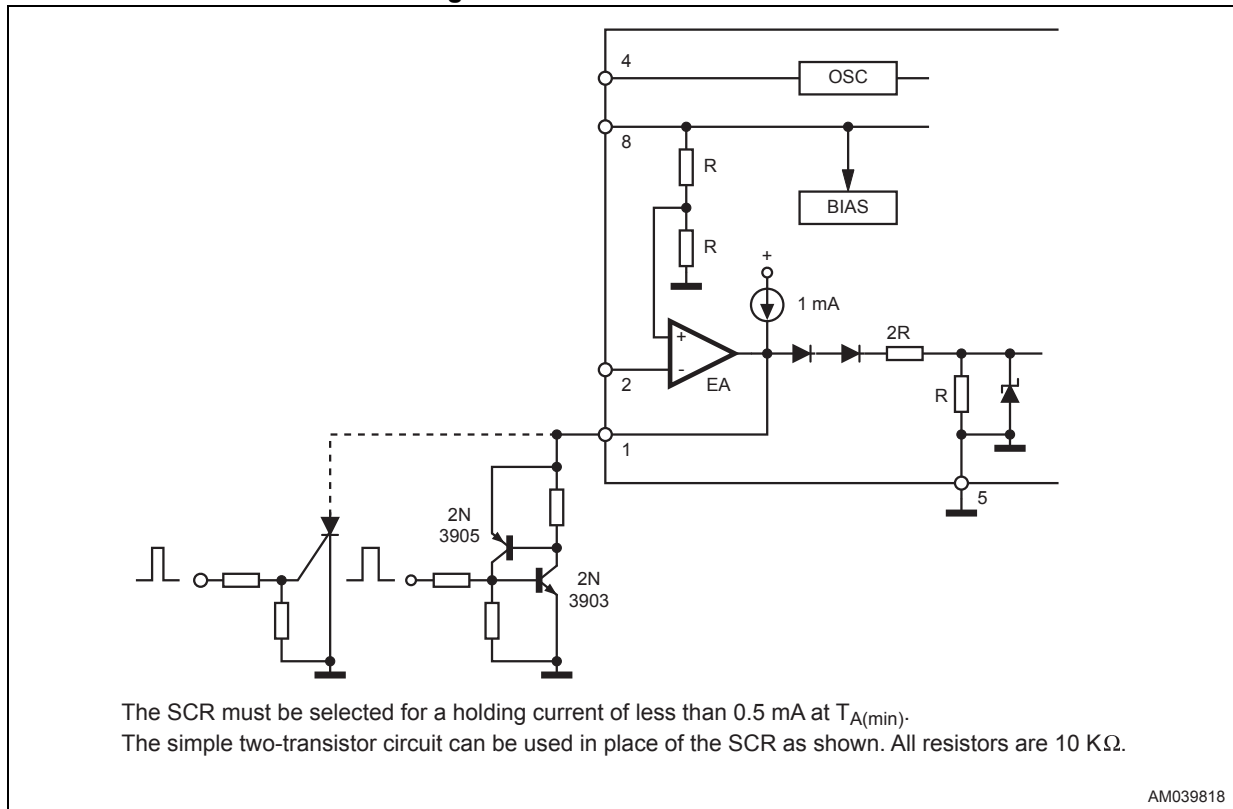 4
OSC
8
R
BIAS
R
+
1 mA
2R
+
-
2
EA
R
1
5
2N
3905
2N
3903
The SCR must be selected for a holding current of less than 0.5 mA at TA(min).
The simple two-transistor circuit can be used in place of the SCR as shown. All resistors are 10 KΩ.
AM039818